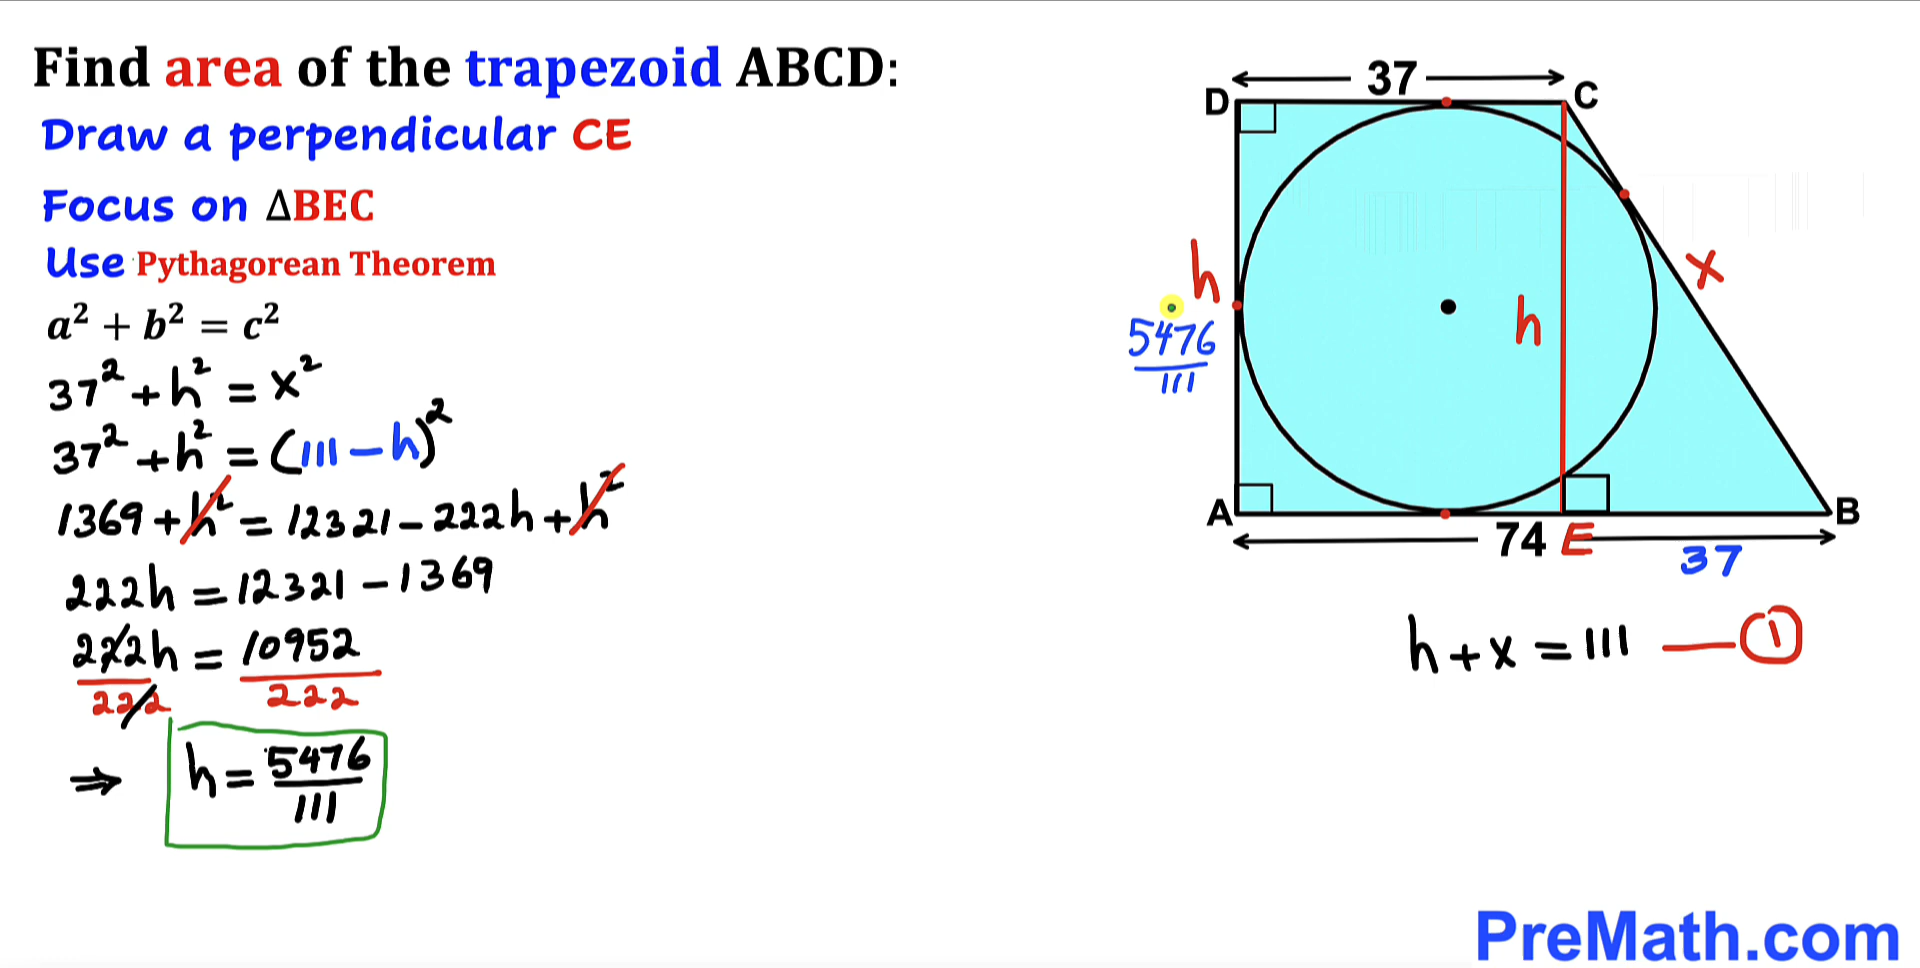 Find area of the trapezoid ABCD:
Draw a perpendicular CE
Focus on ΔBEC
Use Pythagorean Theorem
a² + b² = c²
37² + h² = x²
37² + h² = (111 - h)²
1369 + h² = 12321 - 222h + h²
222h = 12321 - 1369
222h = 10952
222 222
⇒ h = 5476
111
37
D
C
h
x
h
5476
111
A
B
74 E
37
h + x = 111 — ①
PreMath.com